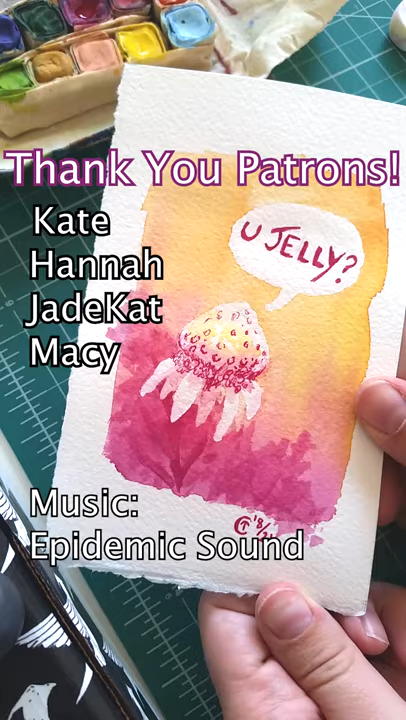 Thank You Patrons!
Kate
Hannah
JadeKat
Macy
U JELLY?
Music:
Epidemic Sound